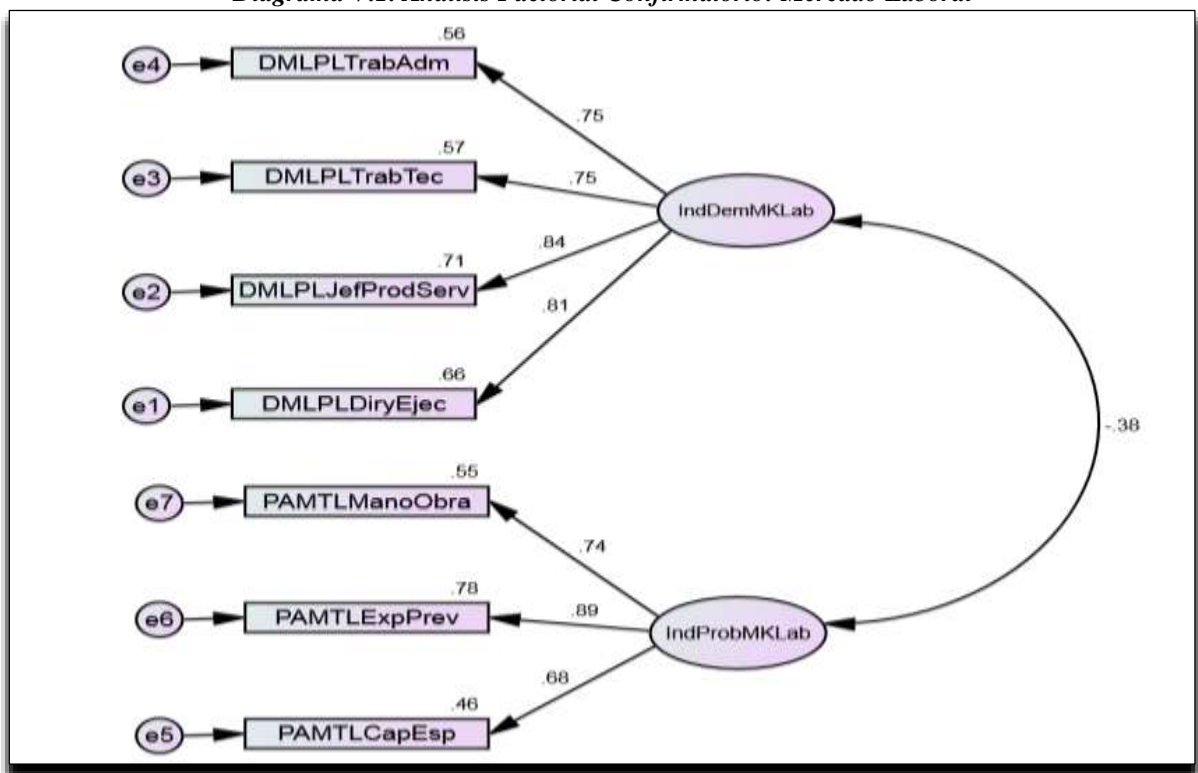 .56
e4 DMLPLTrabAdm
.75
.57
e3 DMLPLTrabTec
.75
IndDemMKLab
.84
.71
e2 DMLPLJefProdServ
.81
.66
e1 DMLPLDiryEjec
-.38
.55
e7 PAMTLManoObra
.74
.78
e6 PAMTLExpPrev
.89
IndProbMKLab
.68
.46
e5 PAMTLCapEsp